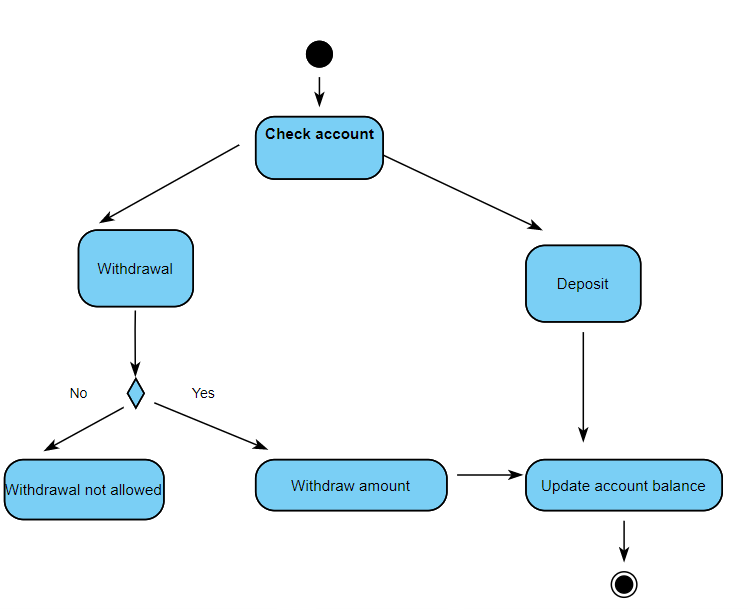 Check account
Withdrawal
Deposit
No
Yes
Withdrawal not allowed
Withdraw amount
Update account balance